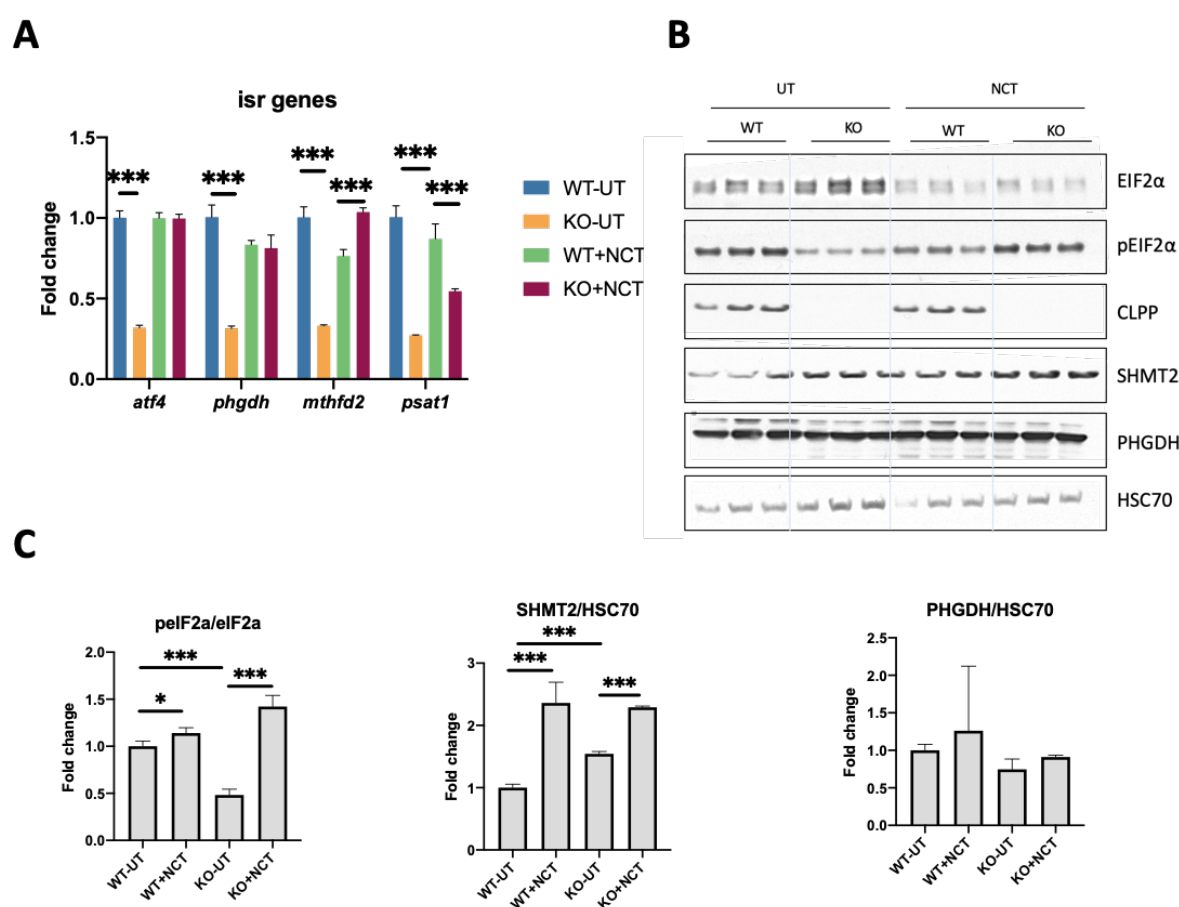 A
isr genes
Fold change
1.5
1.0
0.5
0.0
***
***
***
***
***
***
atf4
phgdh
mthfd2
psat1
WT-UT
KO-UT
WT+NCT
KO+NCT
B
UT
NCT
WT
KO
WT
KO
EIF2α
pEIF2α
CLPP
SHMT2
PHGDH
HSC70
C
peIF2a/eIF2a
Fold change
2.0
1.5
1.0
0.5
0.0
***
*
***
WT-UT
WT+NCT
KO-UT
KO+NCT
SHMT2/HSC70
Fold change
3
2
1
0
***
***
***
WT-UT
WT+NCT
KO-UT
KO+NCT
PHGDH/HSC70
Fold change
2.5
2.0
1.5
1.0
0.5
0.0
WT-UT
WT+NCT
KO-UT
KO+NCT